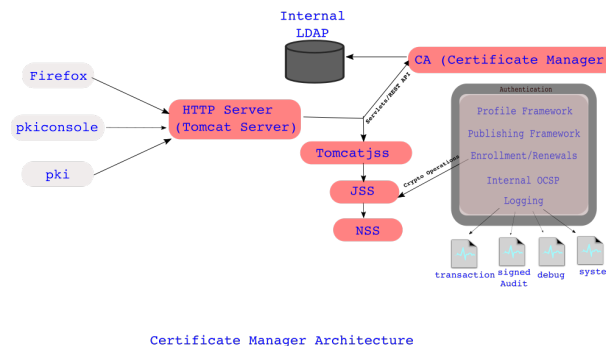 Internal
LDAP
CA (Certificate Manager
Firefox
pkiconsole
pki
HTTP Server
(Tomcat Server)
Servlets/REST API
Tomcatjss
JSS
NSS
Crypto Operations
Authentication
Profile Framework
Publishing Framework
Enrollment/Renewals
Internal OCSP
Logging
transaction
signed
Audit
debug
syste
Certificate Manager Architecture